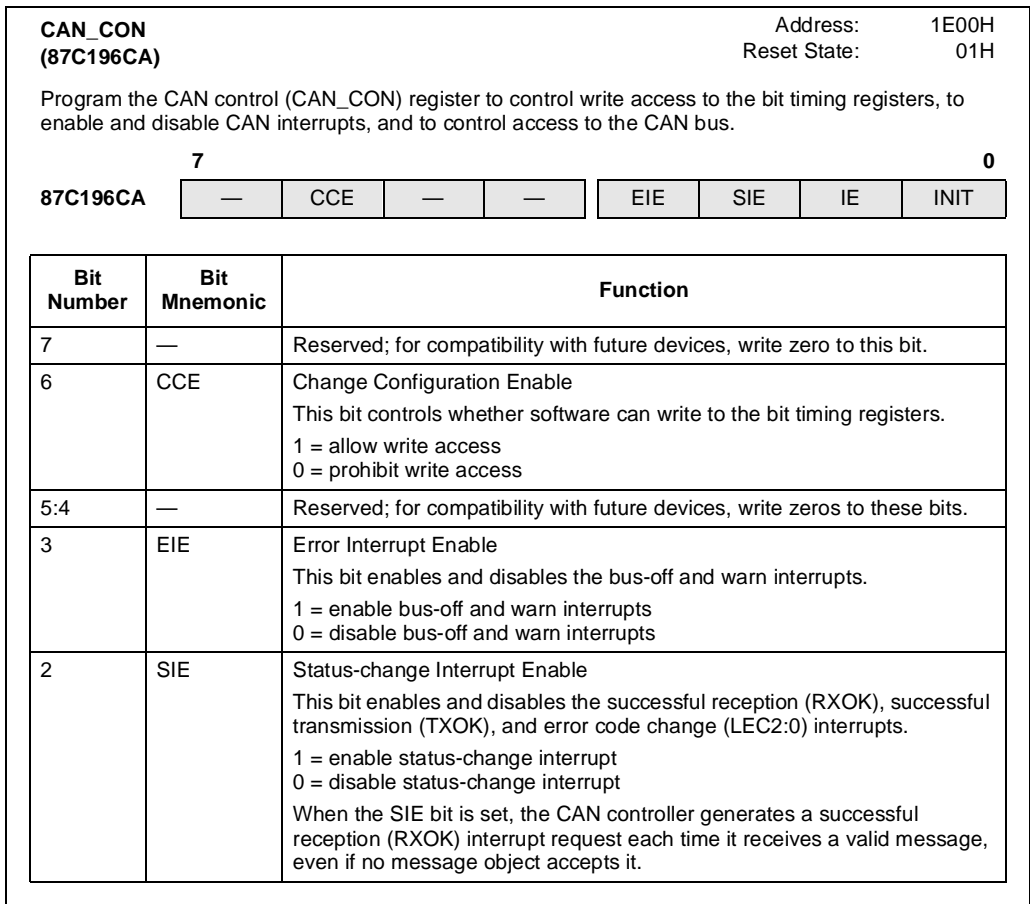 CAN_CON
(87C196CA)
Address: 1E00H
Reset State: 01H
Program the CAN control (CAN_CON) register to control write access to the bit timing registers, to
enable and disable CAN interrupts, and to control access to the CAN bus.
7 0
87C196CA — CCE — — EIE SIE IE INIT
Bit Number Bit Mnemonic Function
7 — Reserved; for compatibility with future devices, write zero to this bit.
6 CCE Change Configuration Enable
This bit controls whether software can write to the bit timing registers.
1 = allow write access
0 = prohibit write access
5:4 — Reserved; for compatibility with future devices, write zeros to these bits.
3 EIE Error Interrupt Enable
This bit enables and disables the bus-off and warn interrupts.
1 = enable bus-off and warn interrupts
0 = disable bus-off and warn interrupts
2 SIE Status-change Interrupt Enable
This bit enables and disables the successful reception (RXOK), successful
transmission (TXOK), and error code change (LEC2:0) interrupts.
1 = enable status-change interrupt
0 = disable status-change interrupt
When the SIE bit is set, the CAN controller generates a successful
reception (RXOK) interrupt request each time it receives a valid message,
even if no message object accepts it.